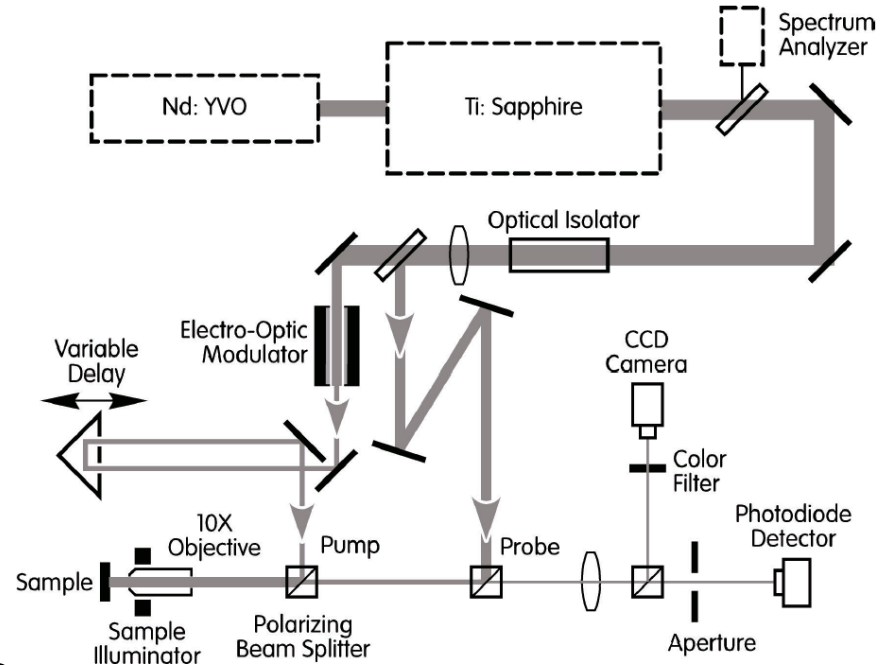 Spectrum
Analyzer
Nd: YVO
Ti: Sapphire
Optical Isolator
Electro-Optic
Modulator
Variable
Delay
CCD
Camera
Color
Filter
10X
Objective
Pump
Probe
Photodiode
Detector
Sample
Sample
Illuminator
Polarizing
Beam Splitter
Aperture